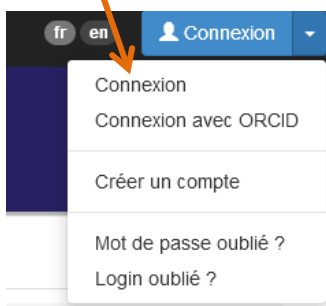 fr en Connexion
Connexion
Connexion avec ORCID
Créer un compte
Mot de passe oublié ?
Login oublié ?